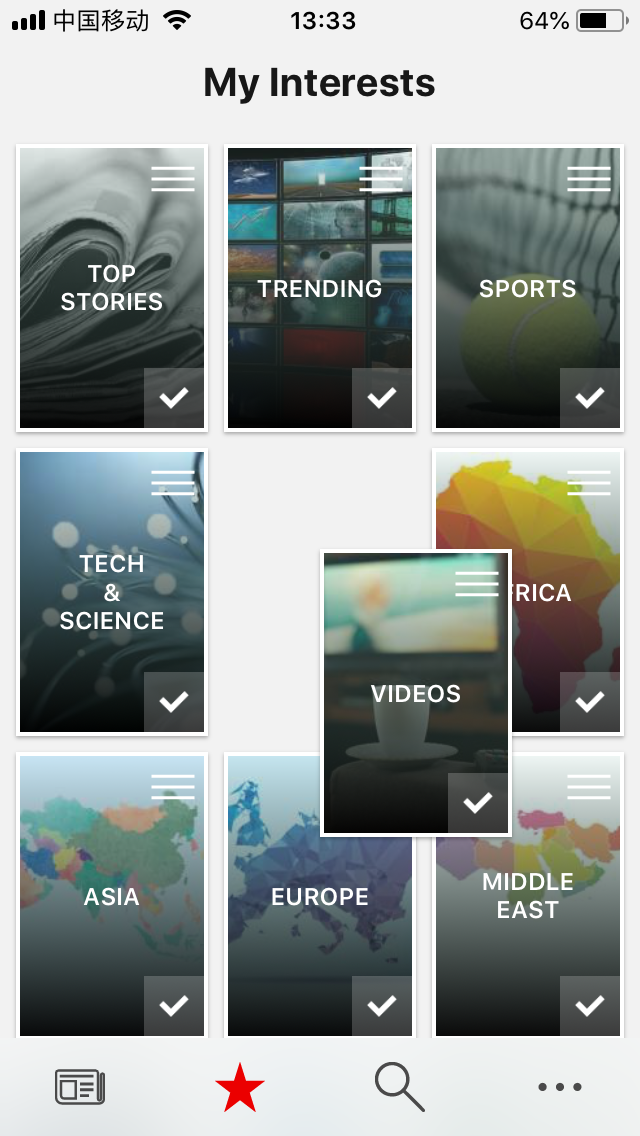 中国移动
13:33
64%
My Interests
TOP
STORIES
TRENDING
SPORTS
TECH
&
SCIENCE
FRICA
VIDEOS
ASIA
EUROPE
MIDDLE
EAST